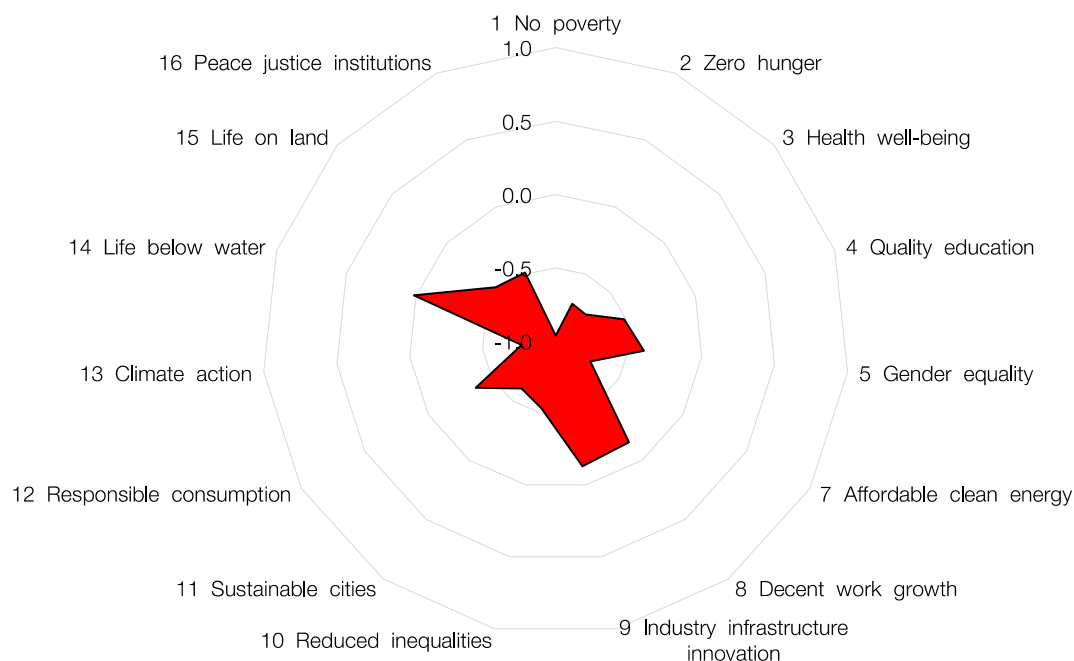 1 No poverty
1.0
16 Peace justice institutions
2 Zero hunger
15 Life on land
3 Health well-being
0.5
0.0
14 Life below water
4 Quality education
-0.5
-1.0
13 Climate action
5 Gender equality
12 Responsible consumption
7 Affordable clean energy
11 Sustainable cities
8 Decent work growth
10 Reduced inequalities
9 Industry infrastructure
innovation